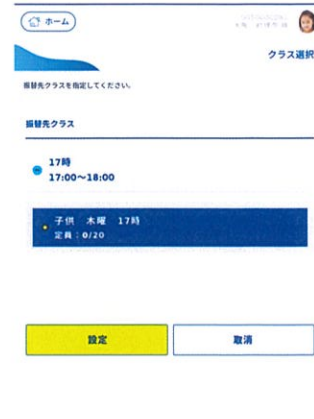 ホーム
クラス選択
振替先クラスを指定してください。
振替先クラス
17時
17:00~18:00
子供 木曜 17時
定員:0/20
設定
取消